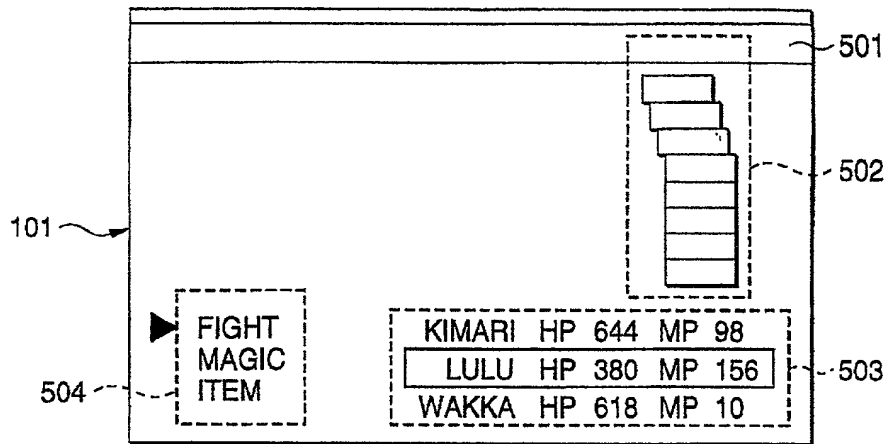 501
502
101
FIGHT
MAGIC
ITEM
504
KIMARI HP 644 MP 98
LULU HP 380 MP 156
WAKKA HP 618 MP 10
503